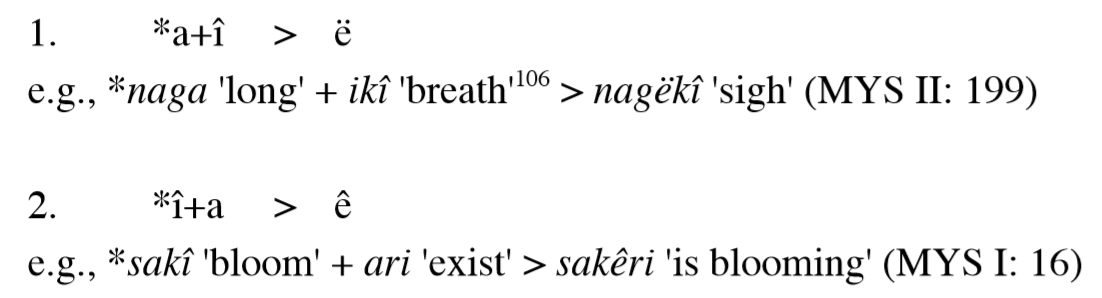 1. *a+î > ë
e.g., *naga 'long' + ikî 'breath'106 > nagëkî 'sigh' (MYS II: 199)
2. *î+a > ê
e.g., *sakî 'bloom' + ari 'exist' > sakêri 'is blooming' (MYS I: 16)